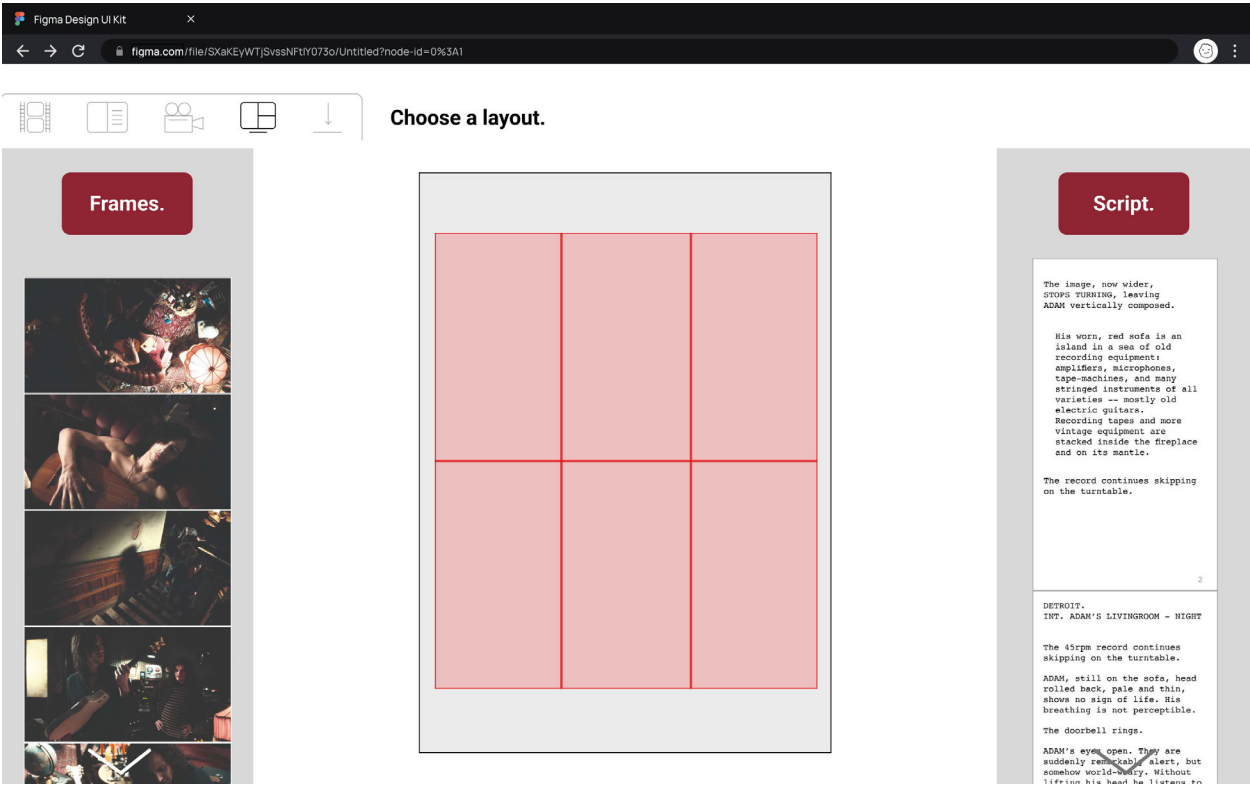 Figma Design UI Kit
figma.com/file/SXaKEyWTjSvssNFtlY073o/Untitled?node-id=0%3A1
Choose a layout.
Frames.
Script.
The image, now wider,
STOPS TURNING, leaving
ADAM vertically composed.
His worn, red sofa is an
island in a sea of old
recording equipment:
amplifiers, microphones,
tape-machines, and many
stringed instruments of all
varieties -- mostly old
electric guitars.
Recording tapes and more
vintage equipment are
stacked inside the fireplace
and on its mantle.
The record continues skipping
on the turntable.
2
DETROIT.
INT. ADAM'S LIVINGROOM - NIGHT
The 45rpm record continues
skipping on the turntable.
ADAM, still on the sofa, head
rolled back, pale and thin,
shows no sign of life. His
breathing is not perceptible.
The doorbell rings.
ADAM's eyes open. They are
suddenly remarkably alert, but
somehow world-weary. Without
lifting his head he listens to